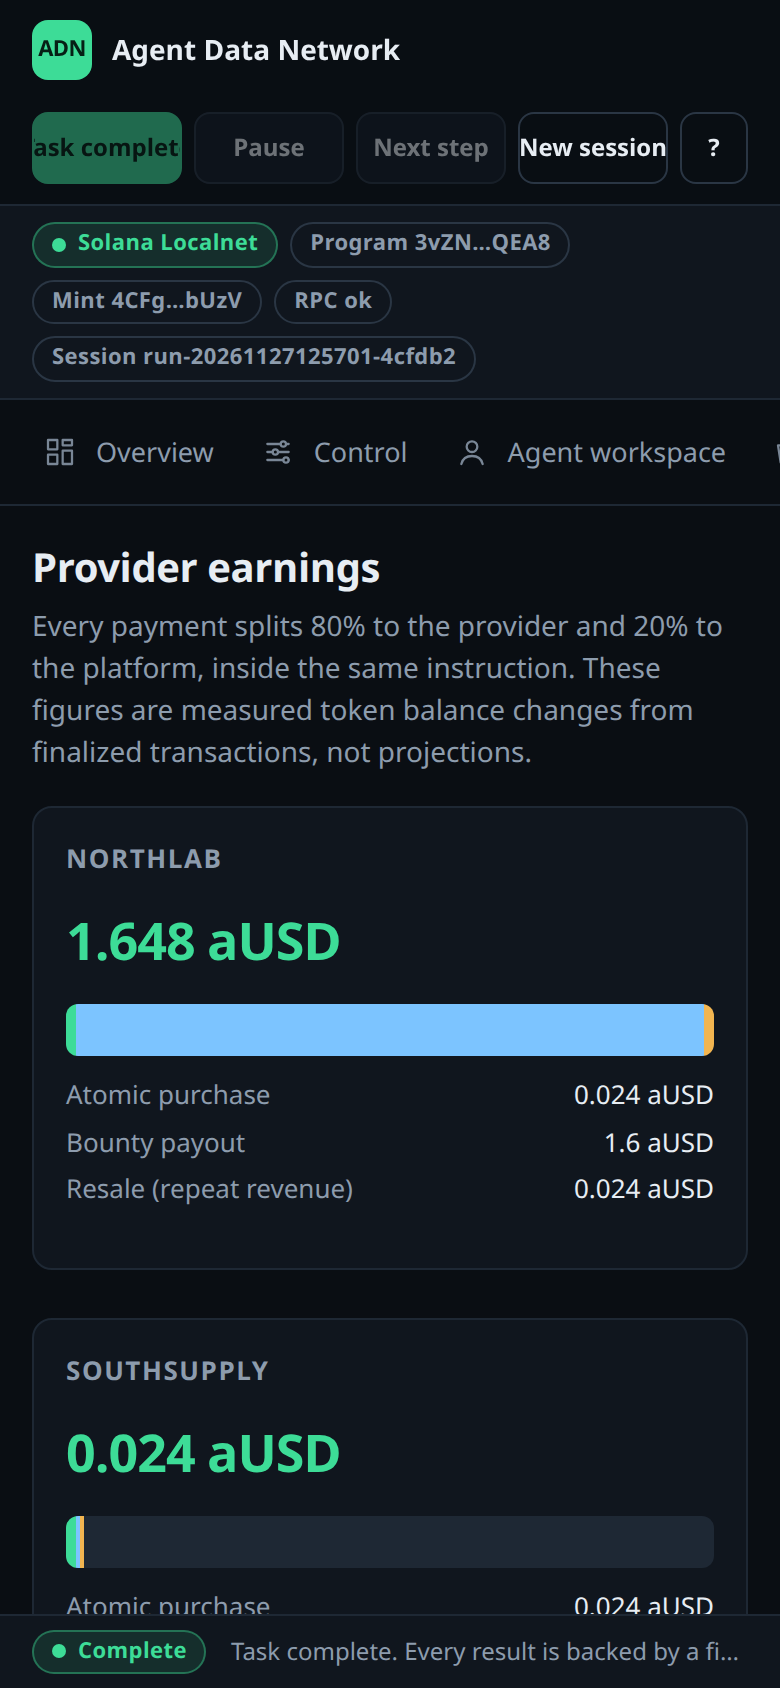 ADN Agent Data Network
ask complet Pause Next step New session ?
Solana Localnet Program 3vZN…QEA8
Mint 4CFg…bUzV RPC ok
Session run-20261127125701-4cfdb2
Overview Control Agent workspace
Provider earnings
Every payment splits 80% to the provider and 20% to
the platform, inside the same instruction. These
figures are measured token balance changes from
finalized transactions, not projections.
NORTHLAB
1.648 aUSD
Atomic purchase 0.024 aUSD
Bounty payout 1.6 aUSD
Resale (repeat revenue) 0.024 aUSD
SOUTHSUPPLY
0.024 aUSD
Atomic purchase 0.024 aUSD
Complete Task complete. Every result is backed by a fi…